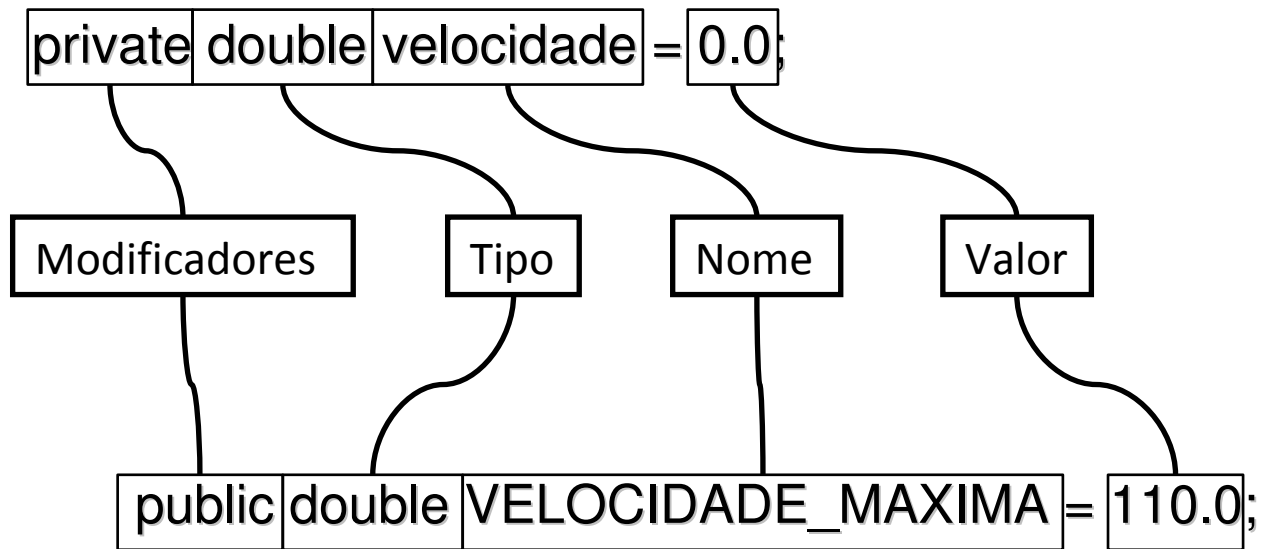 private double velocidade = 0.0;
Modificadores Tipo Nome Valor
public double VELOCIDADE_MAXIMA = 110.0;